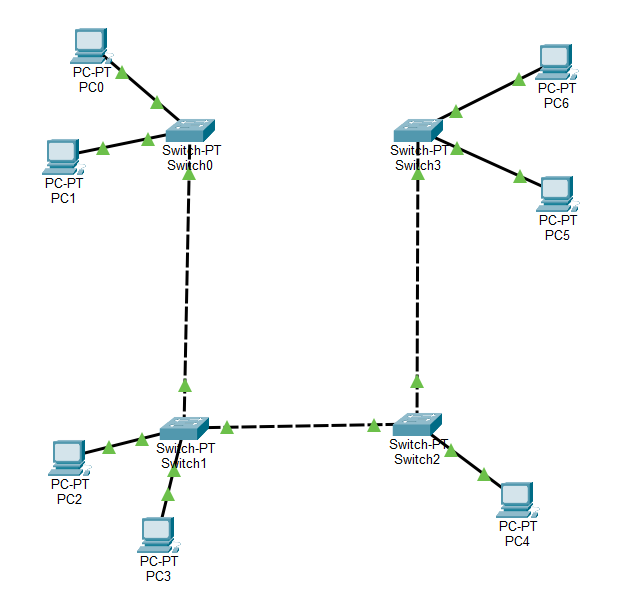 PC-PT
PC0
PC-PT
PC1
Switch-PT
Switch0
Switch-PT
Switch3
PC-PT
PC6
PC-PT
PC5
Switch-PT
Switch1
Switch-PT
Switch2
PC-PT
PC2
PC-PT
PC3
PC-PT
PC4